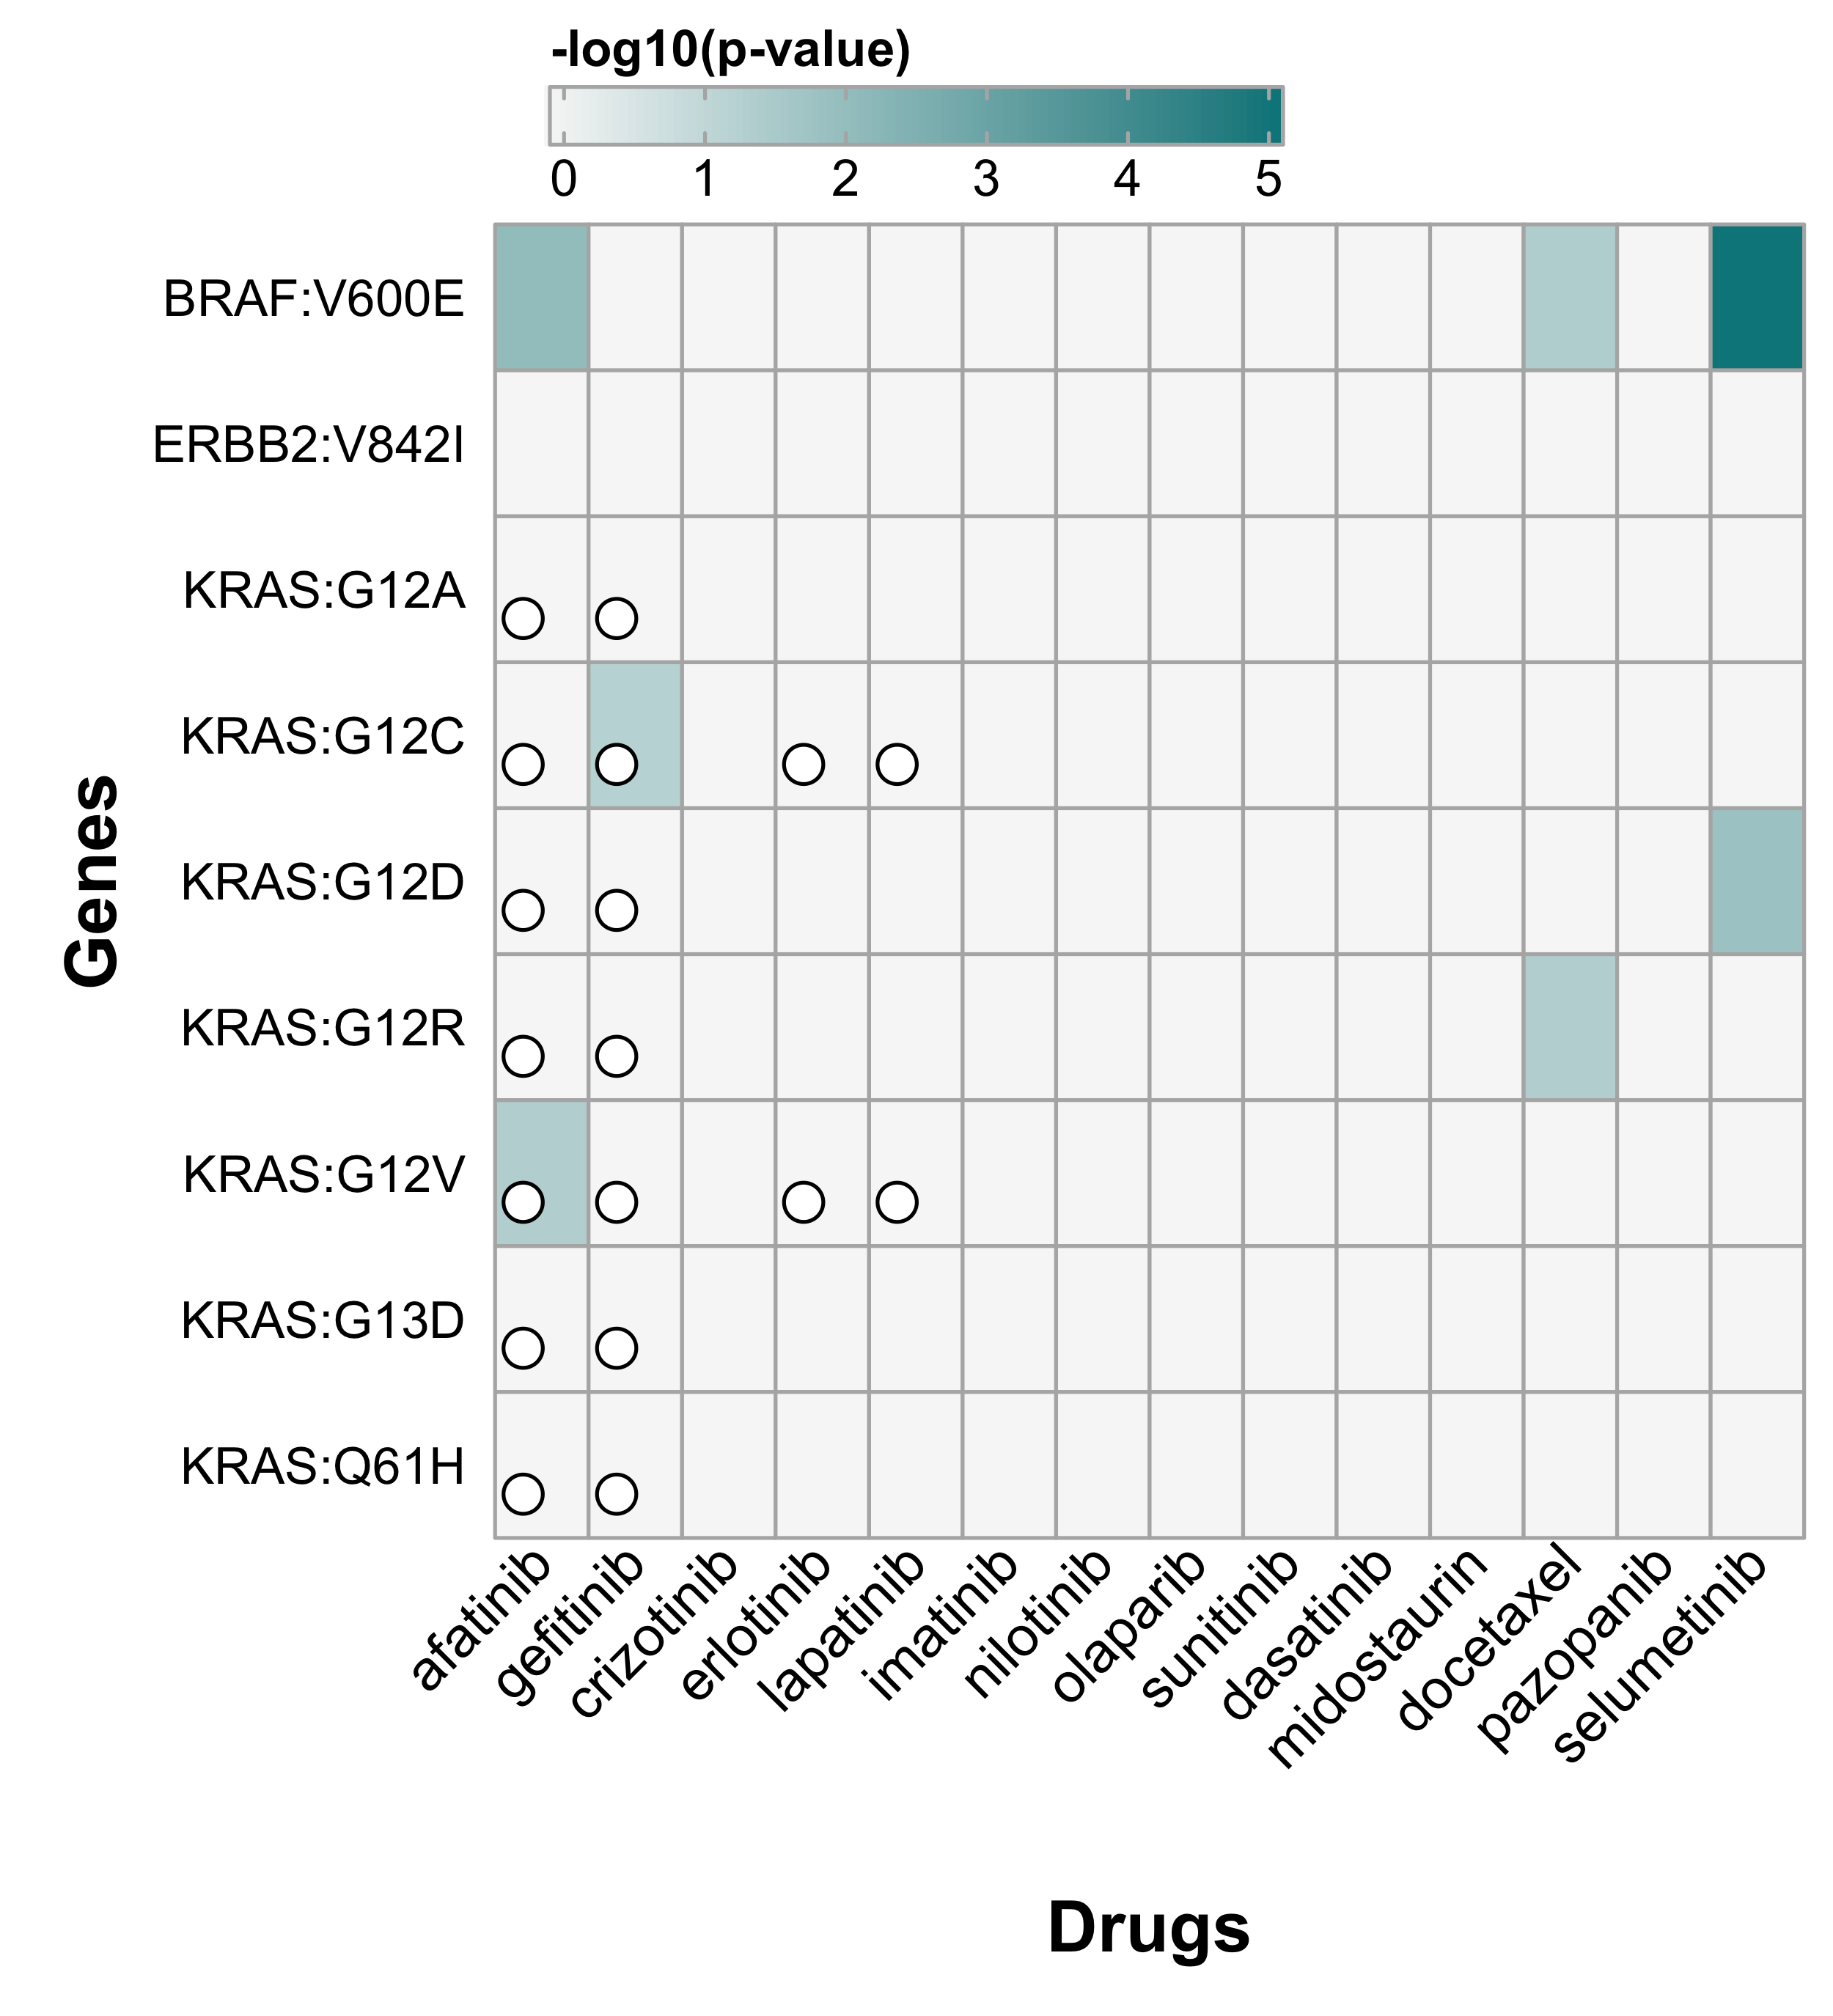 -log10(p-value)
0 1 2 3 4 5
BRAF:V600E
ERBB2:V842I
KRAS:G12A
KRAS:G12C
KRAS:G12D
KRAS:G12R
KRAS:G12V
KRAS:G13D
KRAS:Q61H
Genes
afatinib
gefitinib
crizotinib
erlotinib
lapatinib
imatinib
nilotinib
olaparib
sunitinib
dasatinib
midostaurin
docetaxel
pazopanib
selumetinib
Drugs